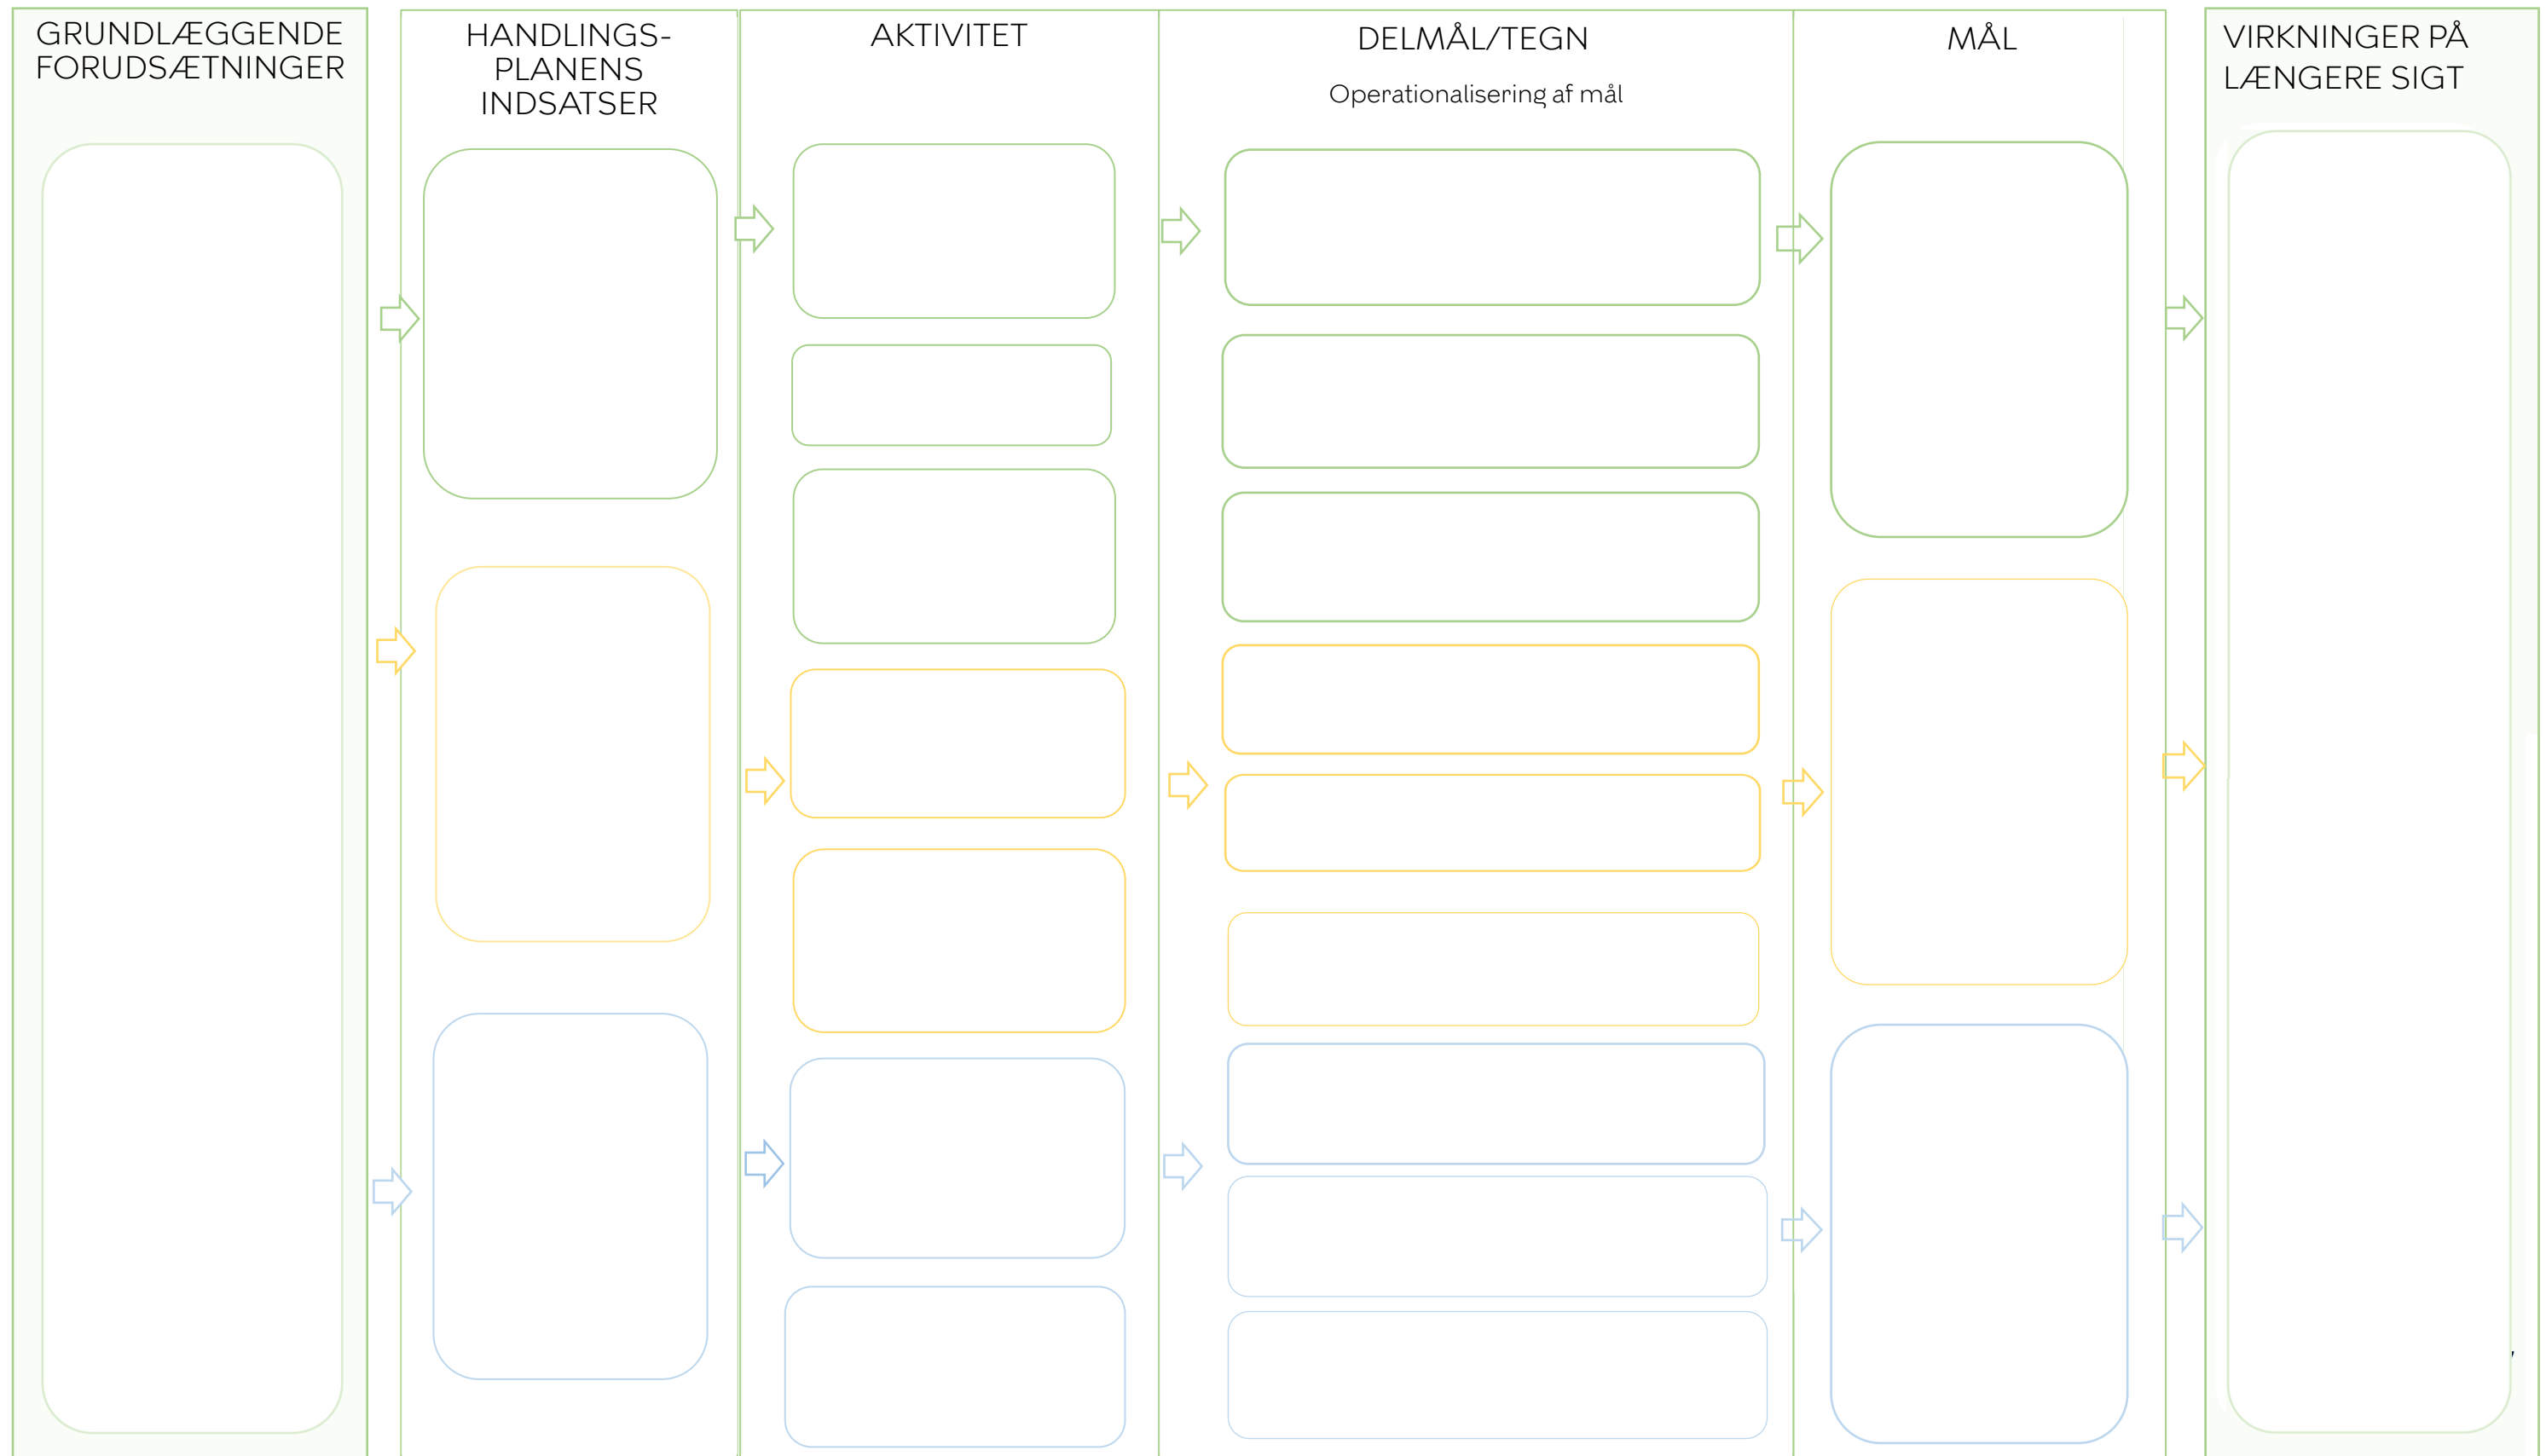 GRUNDLÆGGENDE
FORUDSÆTNINGER
HANDLINGS-
PLANENS
INDSATSER
AKTIVITET
DELMÅL/TEGN
Operationalisering af mål
MÅL
VIRKNINGER PÅ
LÆNGERE SIGT